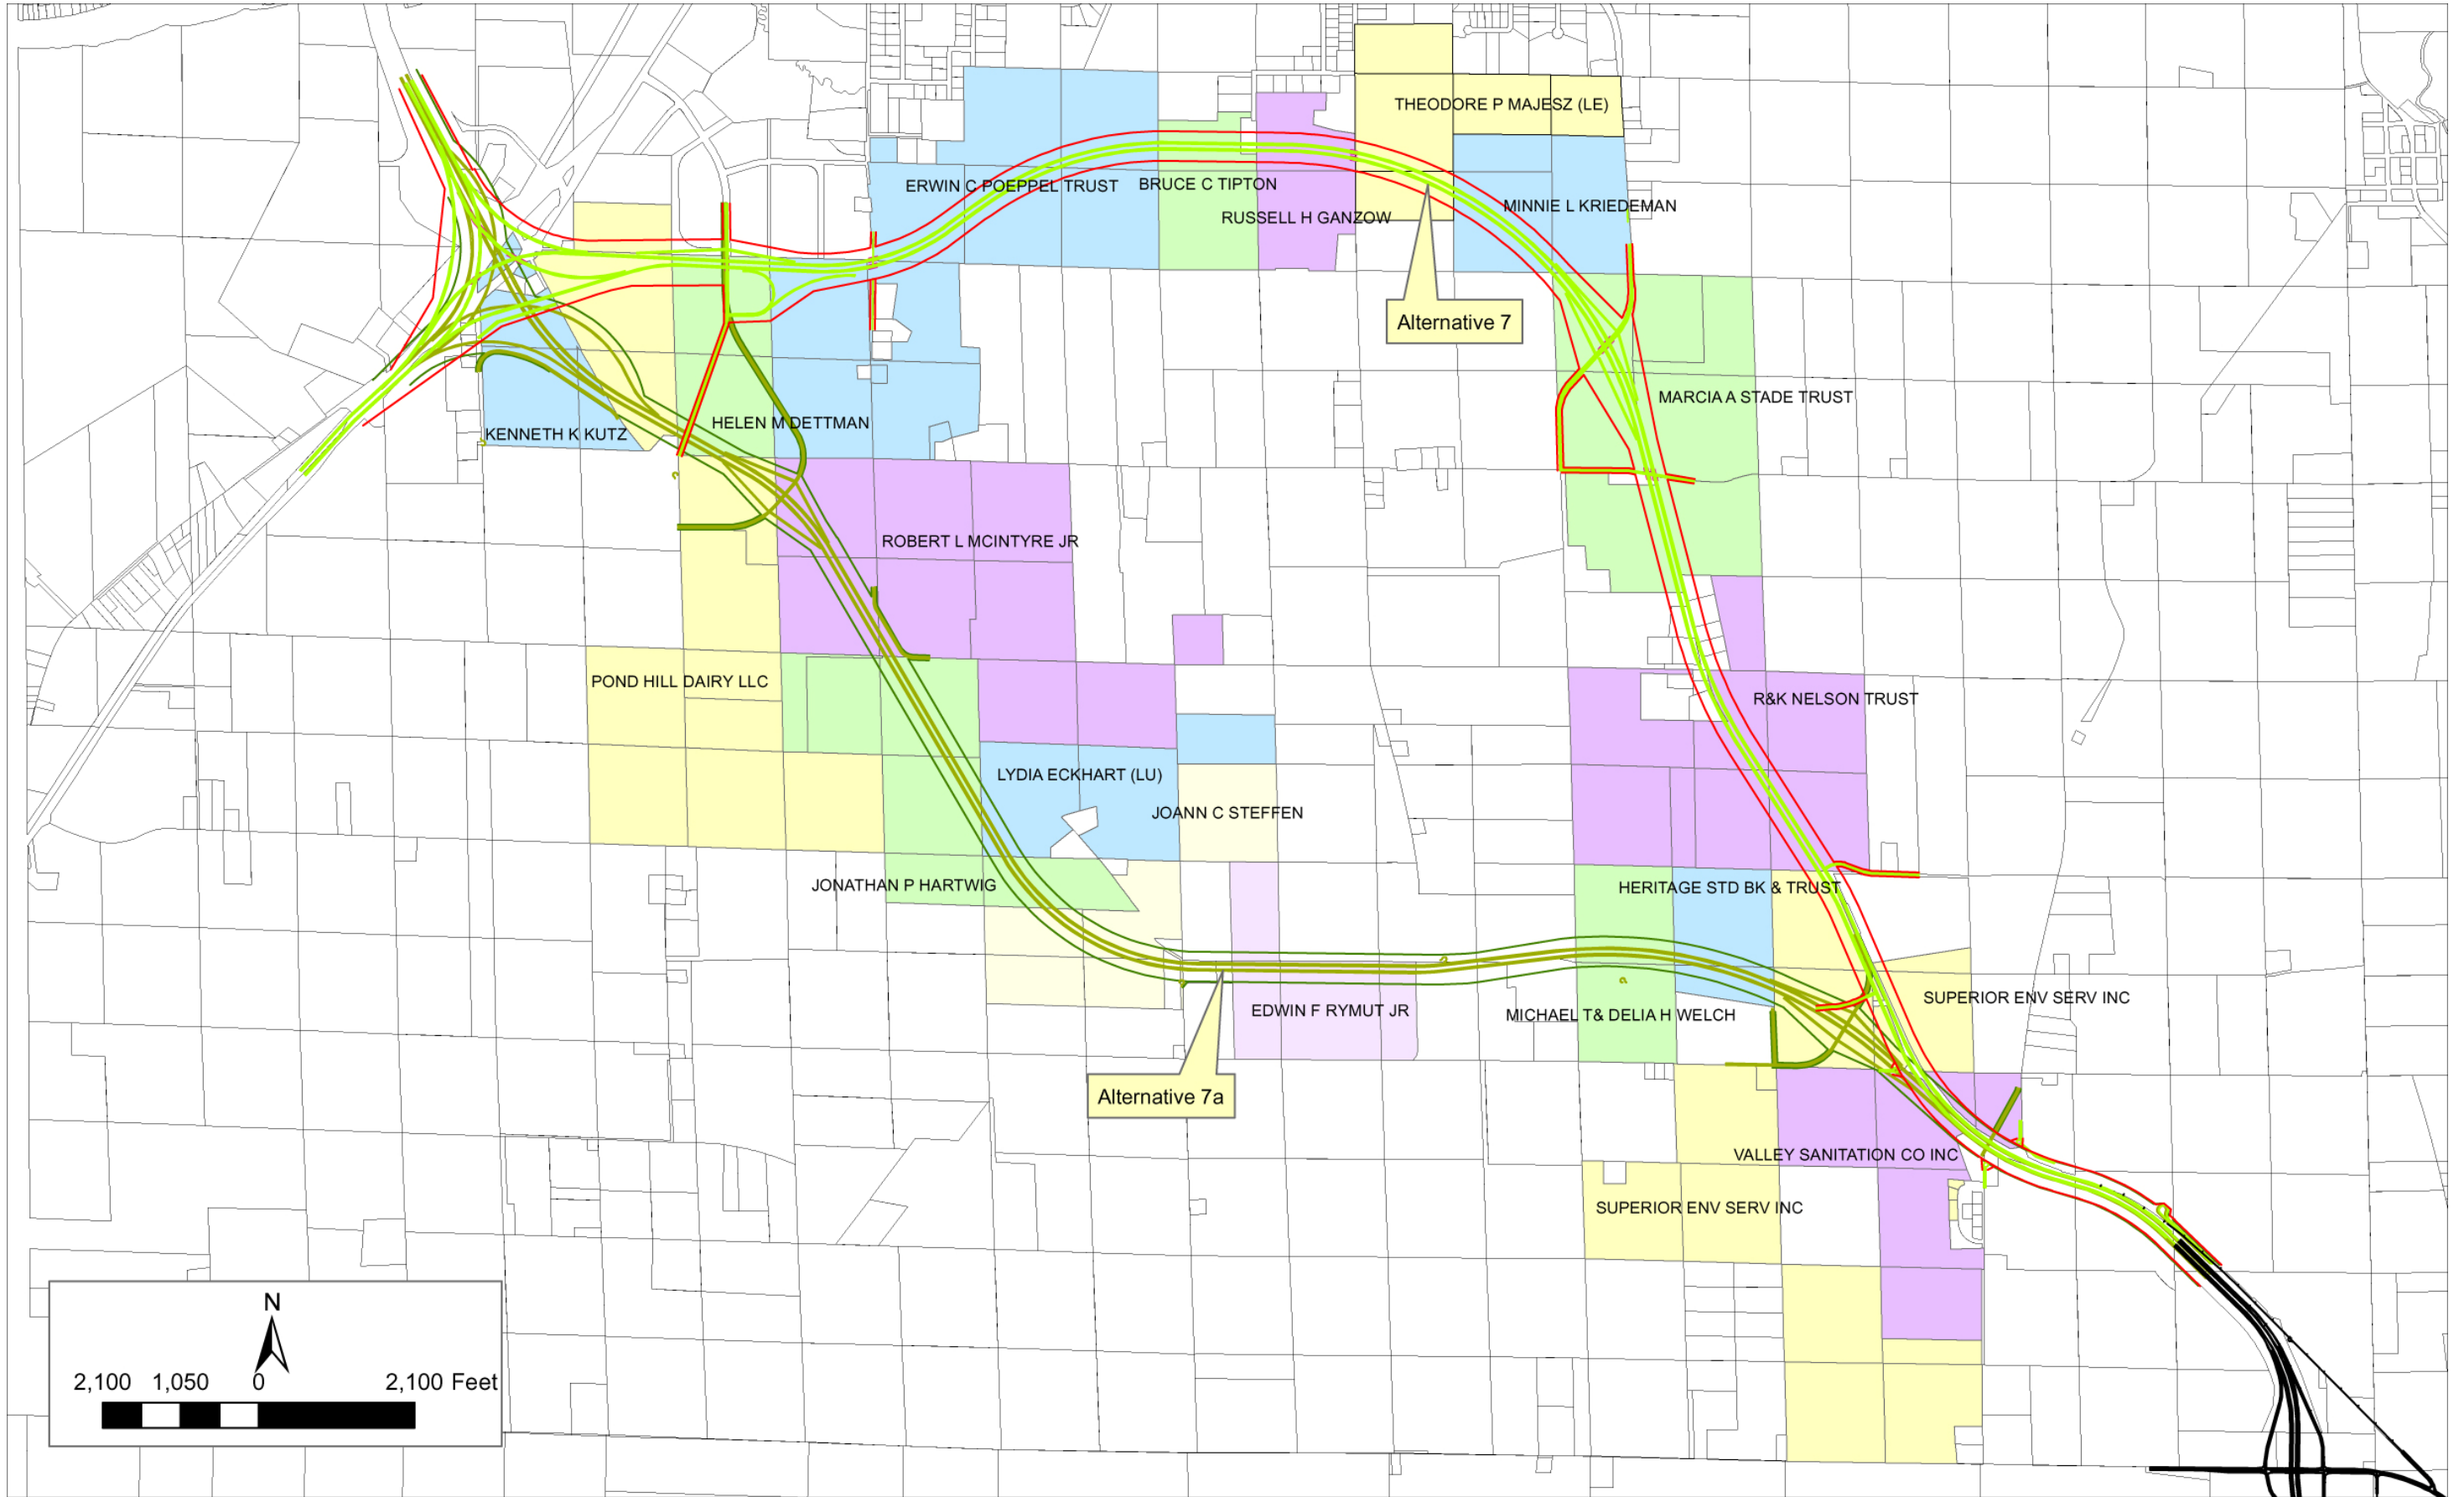 THEODORE P MAJESZ (LE)
ERWIN C POEPPEL TRUST
BRUCE C TIPTON
MINNIE L KRIEDEMAN
RUSSELL H GANZOW
Alternative 7
MARCIA A STADE TRUST
HELEN M DETTMAN
KENNETH K KUTZ
ROBERT L MCINTYRE JR
POND HILL DAIRY LLC
R&K NELSON TRUST
LYDIA ECKHART (LU)
JOANN C STEFFEN
JONATHAN P HARTWIG
HERITAGE STD BK & TRUST
SUPERIOR ENV SERV INC
EDWIN F RYMUT JR
MICHAEL T& DELIA H WELCH
Alternative 7a
VALLEY SANITATION CO INC
SUPERIOR ENV SERV INC
N
2,100 1,050 0 2,100 Feet